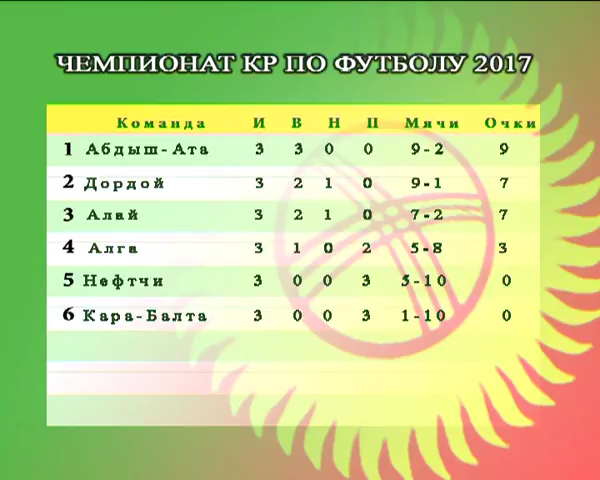 ЧЕМПИОНАТ КР ПО ФУТБОЛУ 2017
Команда И В Н П Мячи Очки
1 Абдыш-Ата 3 3 0 0 9-2 9
2 Дордой 3 2 1 0 9-1 7
3 Алай 3 2 1 0 7-2 7
4 Алга 3 1 0 2 5-8 3
5 Нефтчи 3 0 0 3 5-10 0
6 Кара-Балта 3 0 0 3 1-10 0